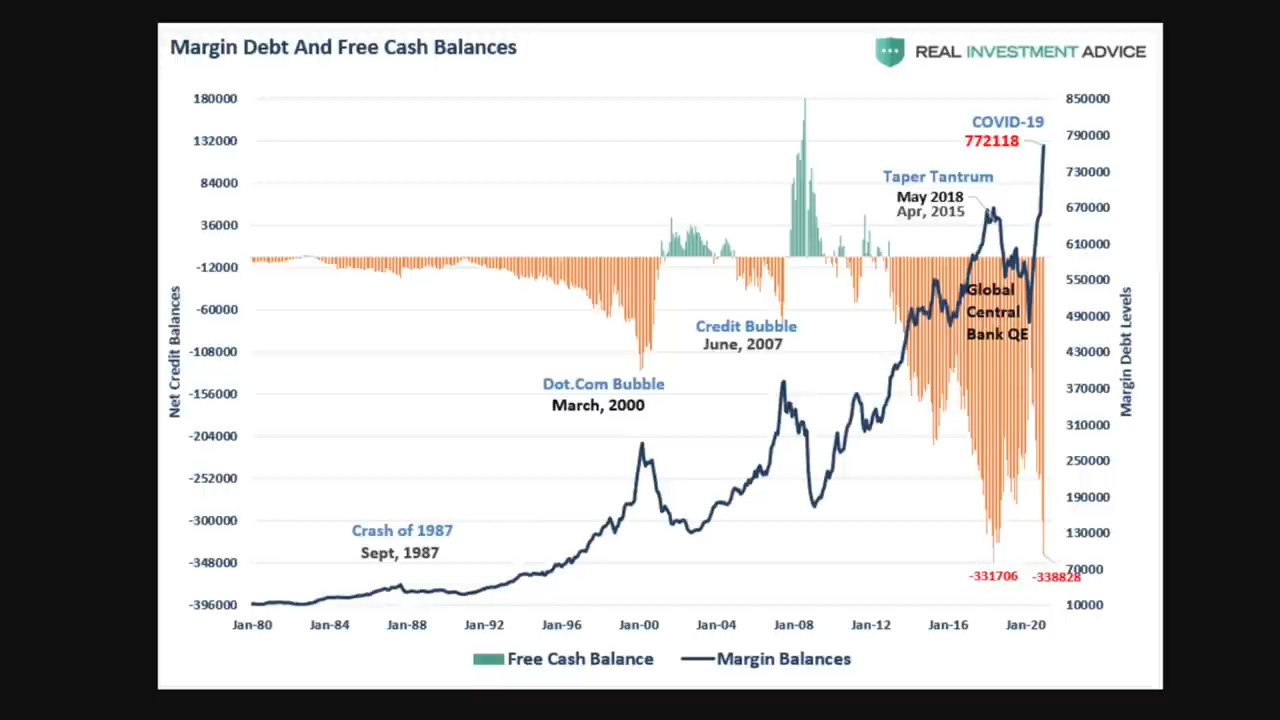 Margin Debt And Free Cash Balances
REAL INVESTMENT ADVICE
180000
132000
84000
36000
-12000
-60000
-108000
-156000
-204000
-252000
-300000
-348000
-396000
Net Credit Balances
850000
790000
730000
670000
610000
550000
490000
430000
370000
310000
250000
190000
130000
70000
10000
Margin Debt Levels
COVID-19
772118
Taper Tantrum
May 2018
Apr, 2015
Global
Central
Bank QE
Credit Bubble
June, 2007
Dot.Com Bubble
March, 2000
Crash of 1987
Sept, 1987
-331706
-338828
Jan-80 Jan-84 Jan-88 Jan-92 Jan-96 Jan-00 Jan-04 Jan-08 Jan-12 Jan-16 Jan-20
Free Cash Balance Margin Balances